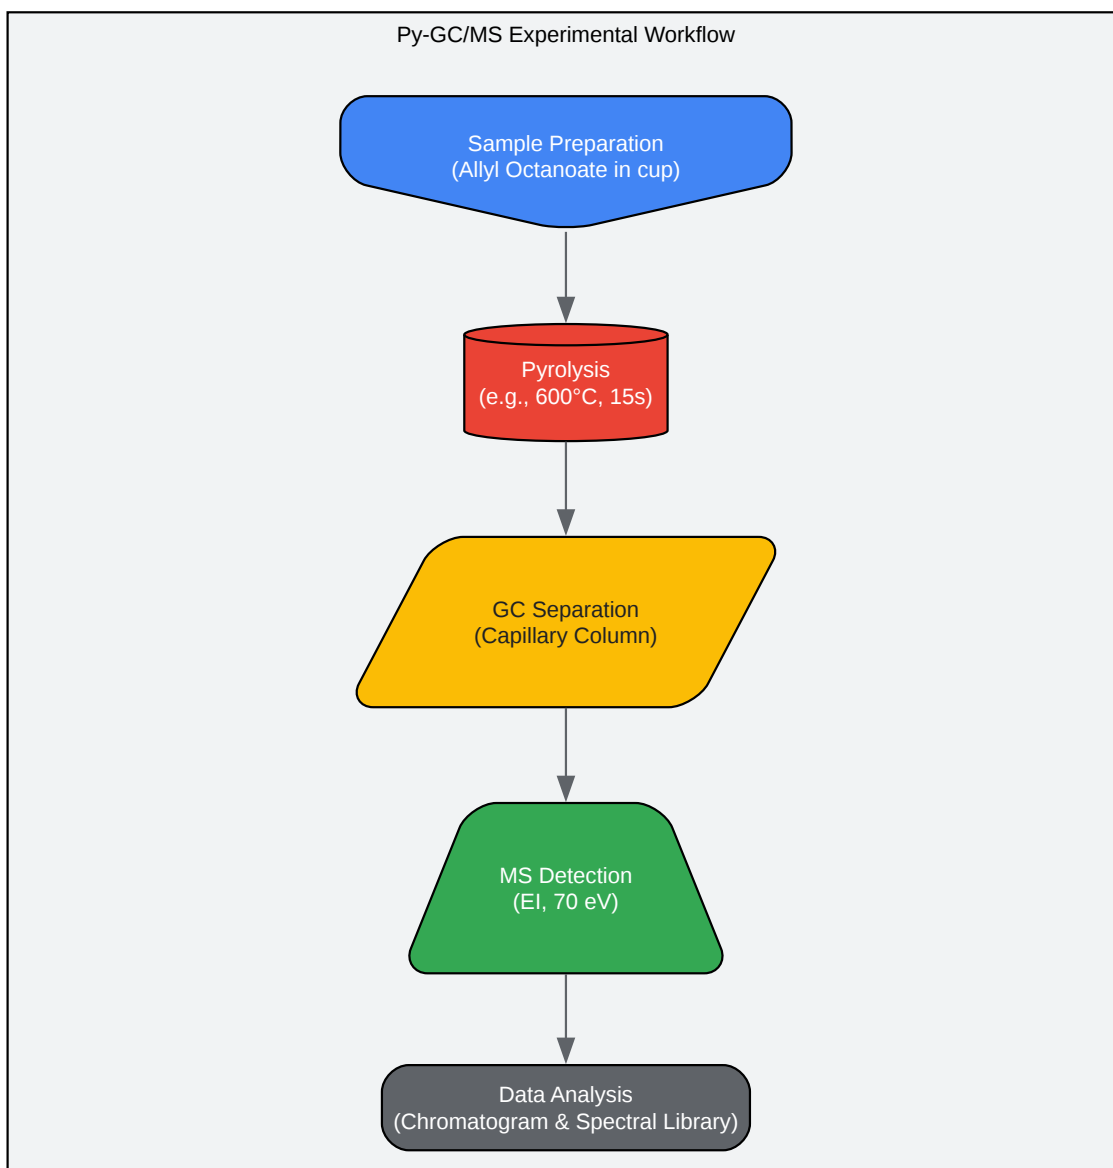 Py-GC/MS Experimental Workflow
Sample Preparation
(Allyl Octanoate in cup)
Pyrolysis
(e.g., 600°C, 15s)
GC Separation
(Capillary Column)
MS Detection
(EI, 70 eV)
Data Analysis
(Chromatogram & Spectral Library)